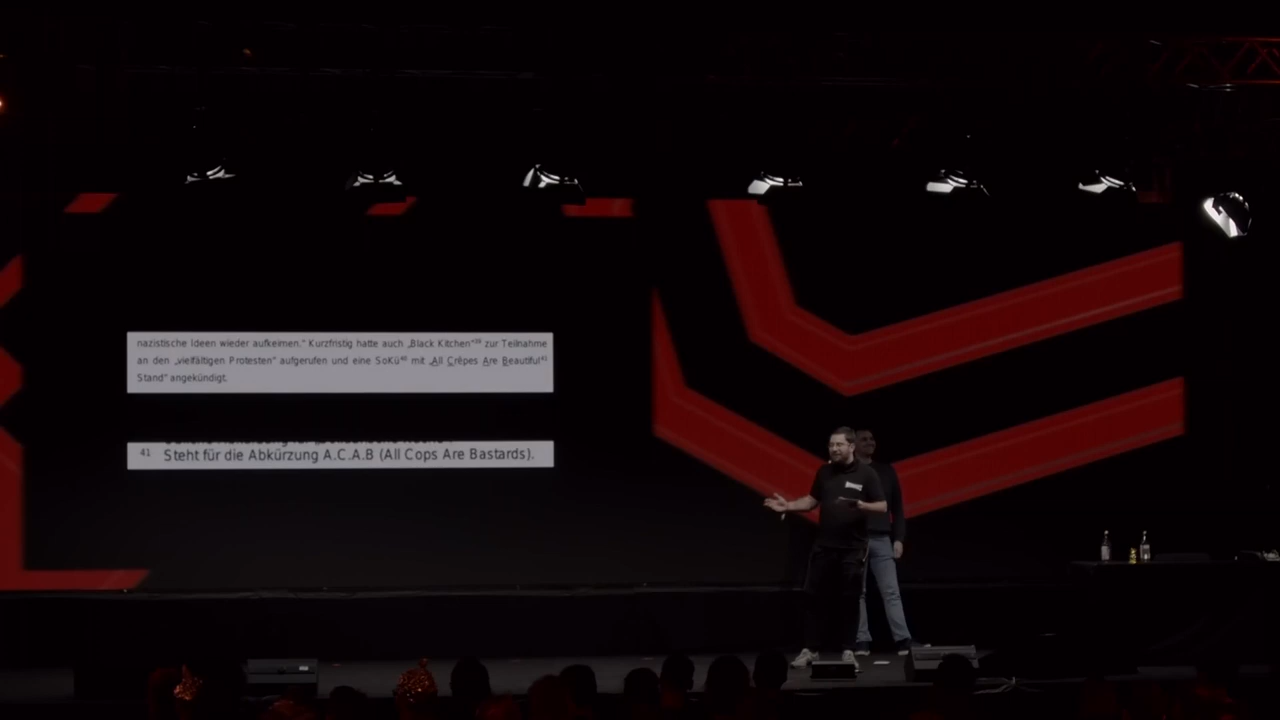 nazistische Ideen wieder aufkeimen.“ Kurzfristig hatte auch „Black Kitchen“³⁹ zur Teilnahme
an den „vielfältigen Protesten“ aufgerufen und eine SoKü⁴⁰ mit „All Crêpes Are Beautiful⁴¹
Stand“ angekündigt.
41 Steht für die Abkürzung A.C.A.B (All Cops Are Bastards).